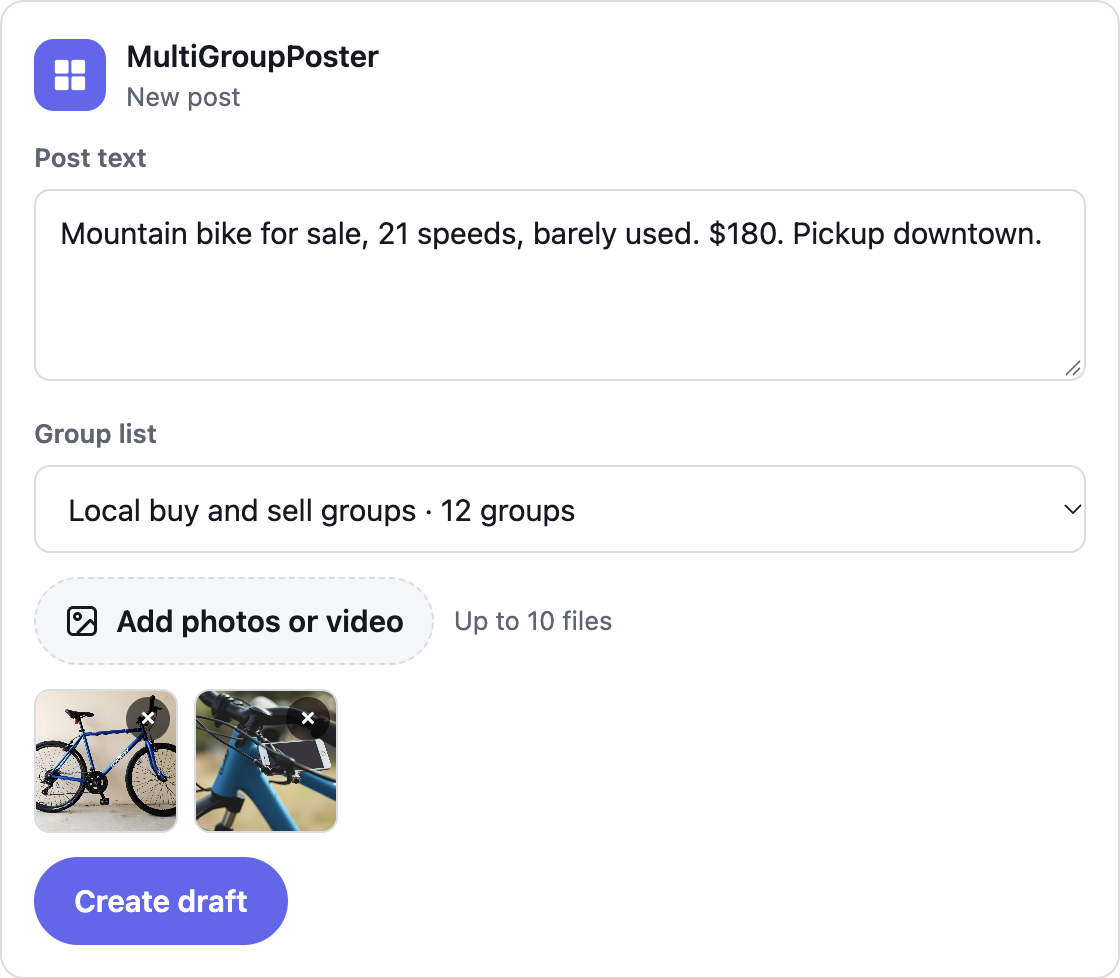 MultiGroupPoster
New post
Post text
Mountain bike for sale, 21 speeds, barely used. $180. Pickup downtown.
Group list
Local buy and sell groups · 12 groups
Add photos or video
Up to 10 files
Create draft